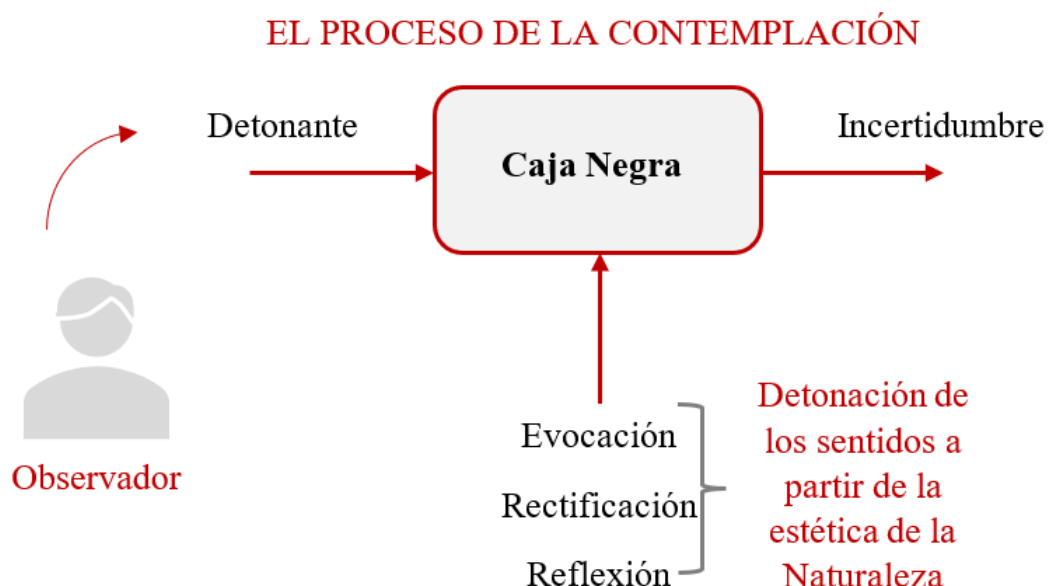 EL PROCESO DE LA CONTEMPLACIÓN
Detonante
Caja Negra
Incertidumbre
Observador
Evocación
Rectificación
Reflexión
Detonación de
los sentidos a
partir de la
estética de la
Naturaleza